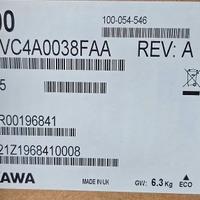 00
100-054-546
VC4A0038FAA
REV: A
5
R00196841
21Z1968410008
AWA
MADE IN UK
GW: 6.3 Kg
ECO